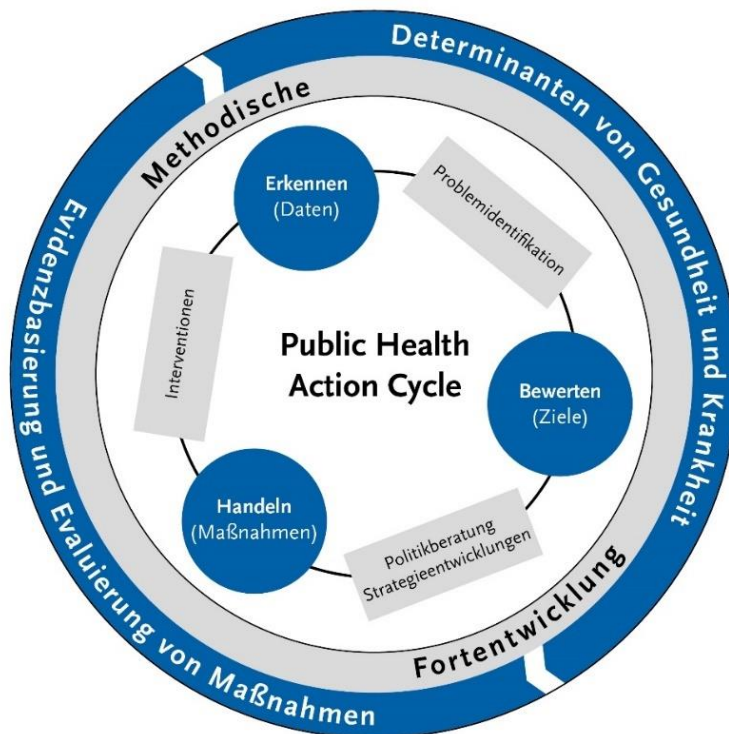 Determinanten von Gesundheit und Krankheit
Evidenzbasierung und Evaluierung von Maßnahmen
Methodische
Fortentwicklung
Erkennen
(Daten)
Problemidentifikation
Bewerten
(Ziele)
Politikberatung
Strategieentwicklungen
Handeln
(Maßnahmen)
Interventionen
Public Health
Action Cycle